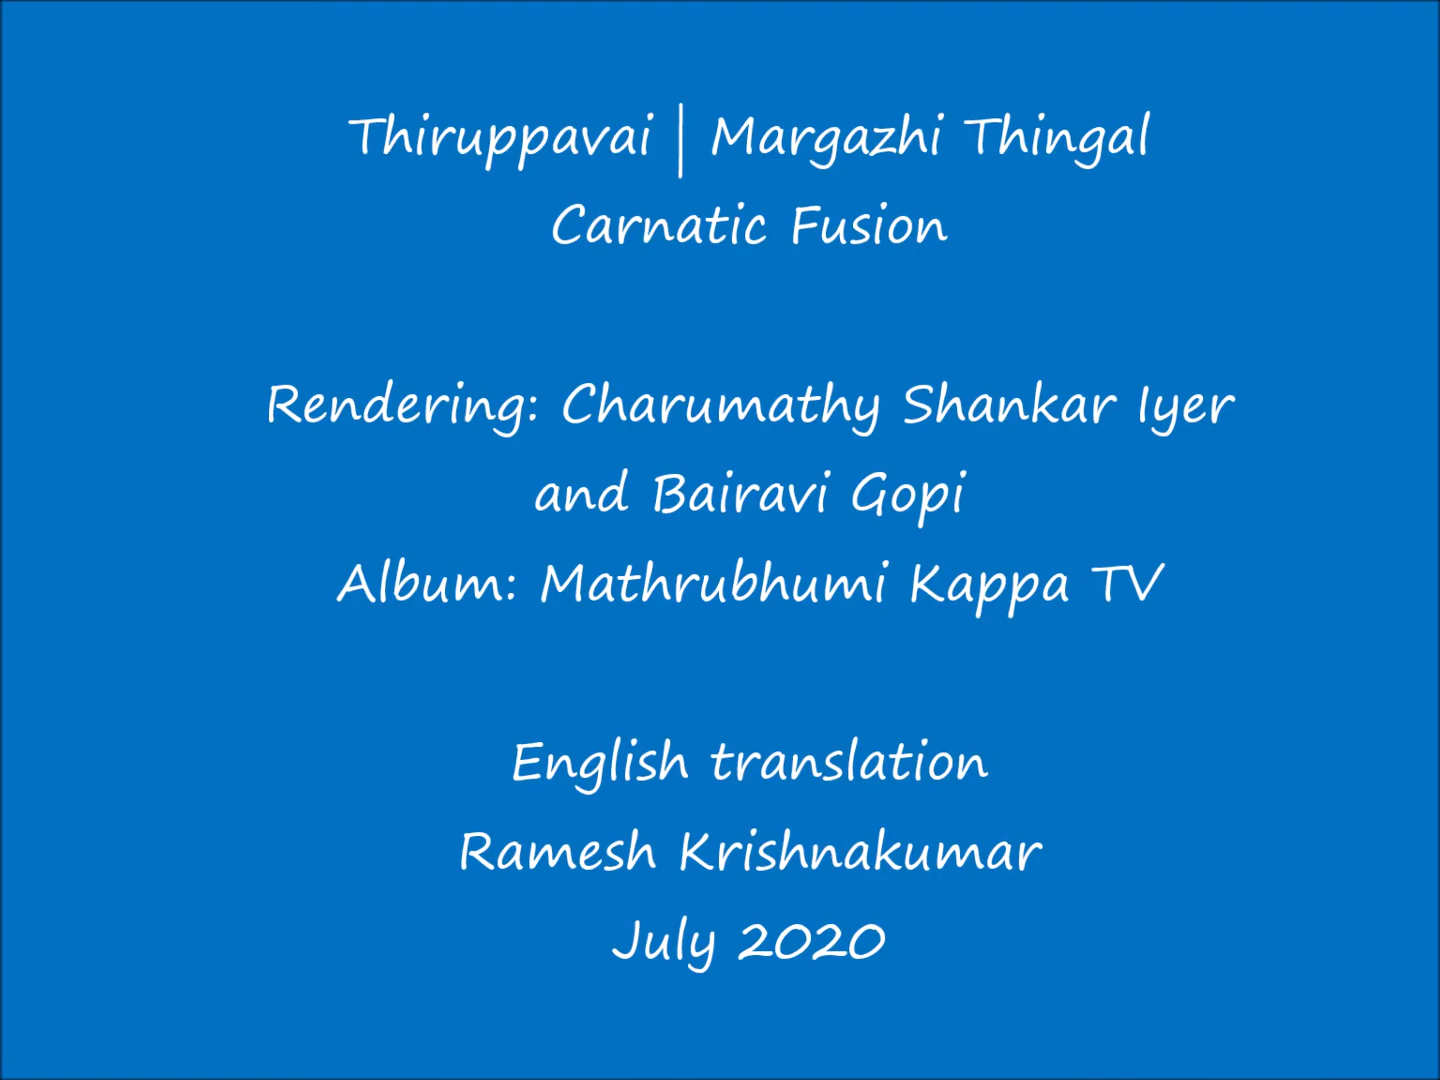 Thiruppavai | Margazhi Thingal
Carnatic Fusion
Rendering: Charumathy Shankar Iyer
and Bairavi Gopi
Album: Mathrubhumi Kappa TV
English translation
Ramesh Krishnakumar
July 2020